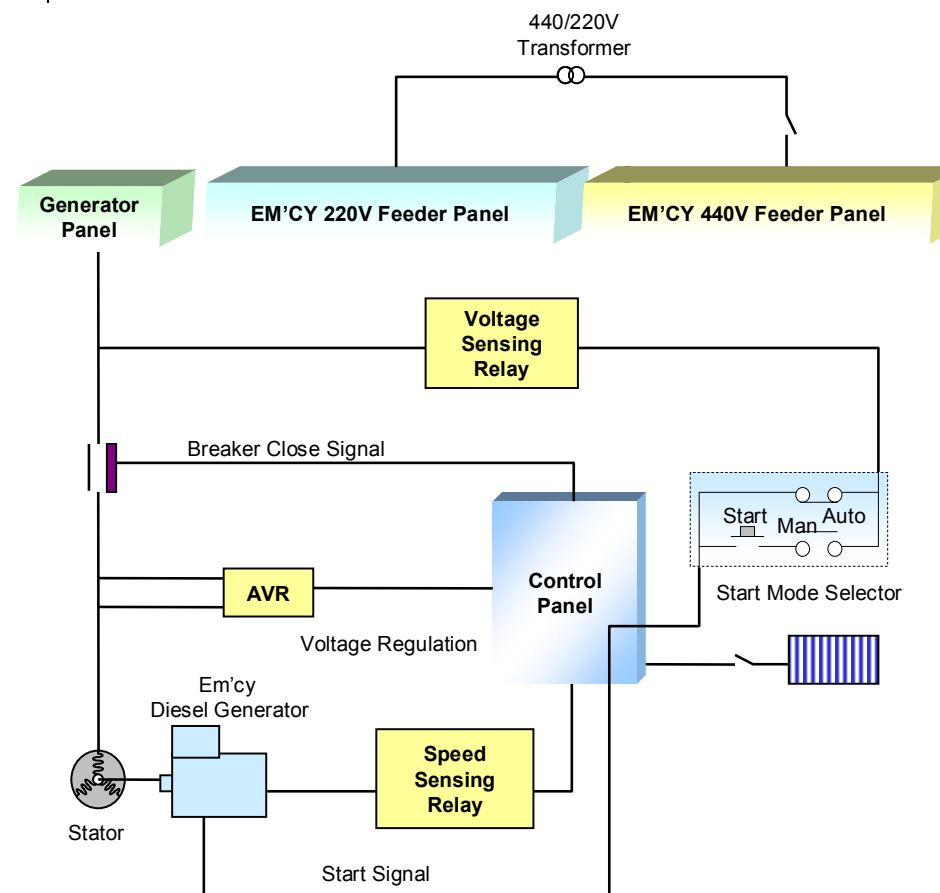 440/220V
Transformer
Generator
Panel
EM’CY 220V Feeder Panel
EM’CY 440V Feeder Panel
Voltage
Sensing
Relay
Breaker Close Signal
Start
Man
Auto
Start Mode Selector
Control
Panel
AVR
Voltage Regulation
Em’cy
Diesel Generator
Speed
Sensing
Relay
Stator
Start Signal